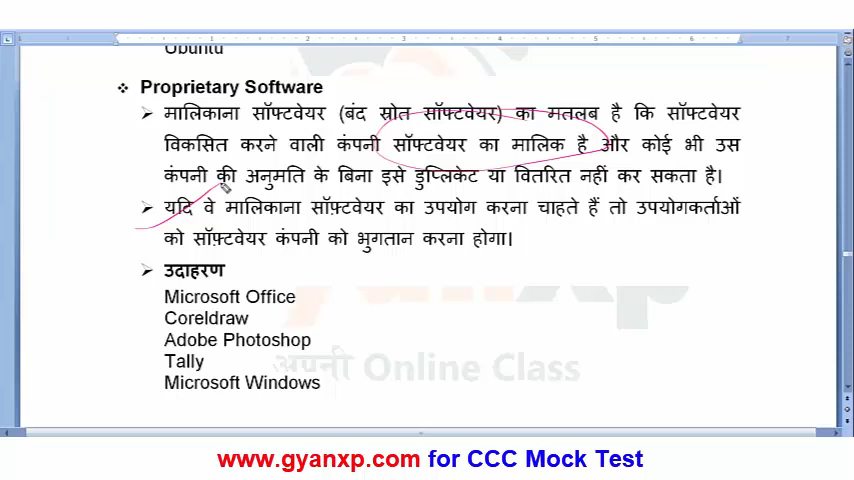 Ubuntu
❖ Proprietary Software
➢ मालिकाना सॉफ्टवेयर (बंद स्रोत सॉफ्टवेयर) का मतलब है कि सॉफ्टवेयर
विकसित करने वाली कंपनी सॉफ्टवेयर का मालिक है और कोई भी उस
कंपनी की अनुमति के बिना इसे डुप्लिकेट या वितरित नहीं कर सकता है।
➢ यदि वे मालिकाना सॉफ़्टवेयर का उपयोग करना चाहते हैं तो उपयोगकर्ताओं
को सॉफ़्टवेयर कंपनी को भुगतान करना होगा।
➢ उदाहरण
Microsoft Office
Coreldraw
Adobe Photoshop
Tally
Microsoft Windows
अपनी Online Class
www.gyanxp.com for CCC Mock Test